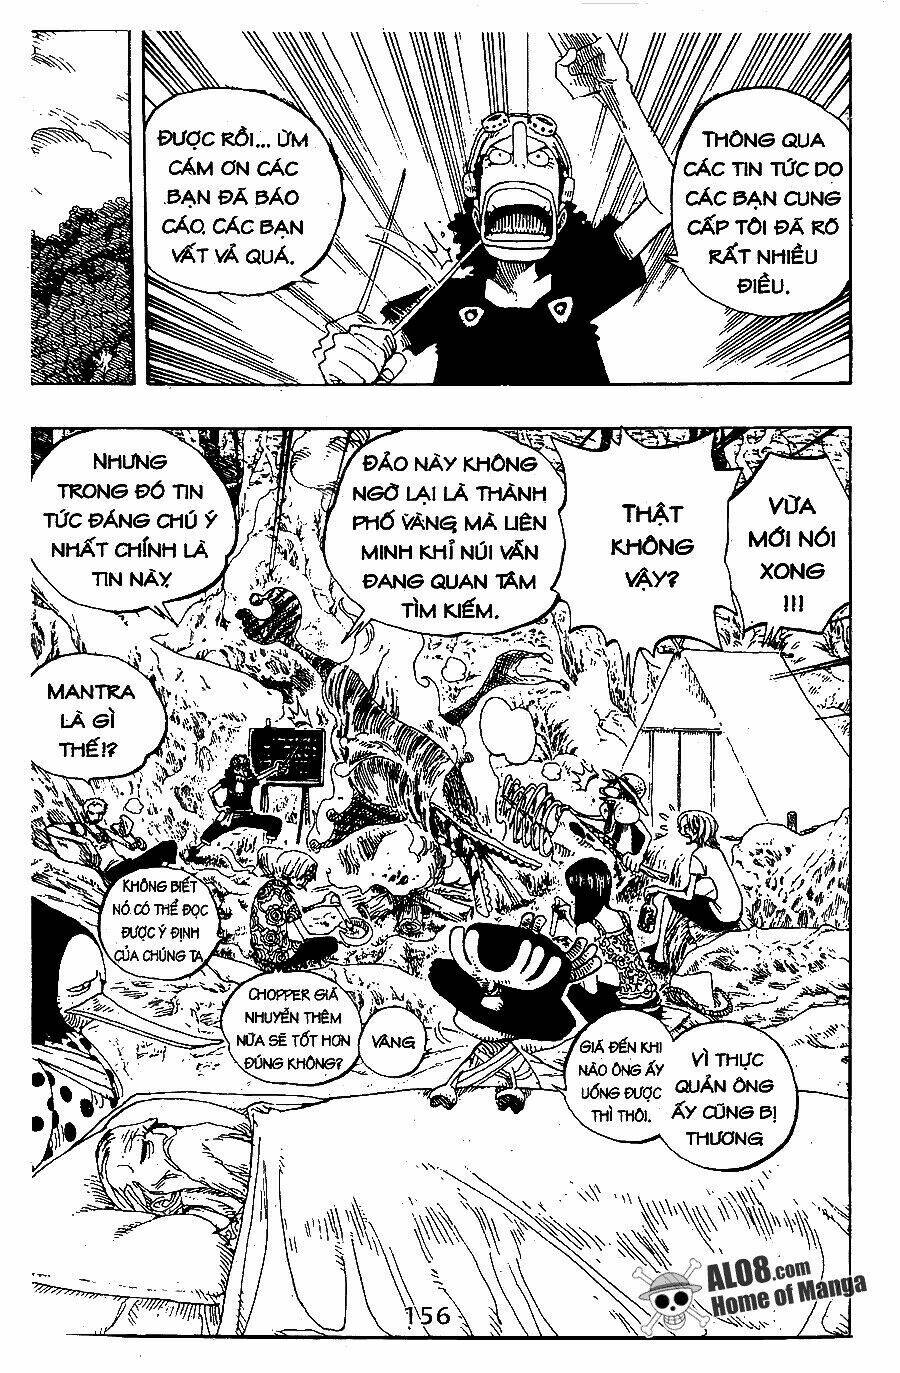 THÔNG QUA
CÁC TIN TỨC DO
CÁC BẠN CUNG
CẤP TÔI ĐÃ RÕ
RẤT NHIỀU
ĐIỀU.
ĐƯỢC RỒI... ỪM
CÁM ƠN CÁC
BẠN ĐÃ BÁO
CÁO. CÁC BẠN
VẤT VẢ QUÁ.
VỪA
MỚI NÓI
XONG
!!!
THẬT
KHÔNG
VẬY?
ĐẢO NÀY KHÔNG
NGỜ LẠI LÀ THÀNH
PHỐ VÀNG, MÀ LIÊN
MINH KHỈ NÚI VẪN
ĐANG QUAN TÂM
TÌM KIẾM.
NHƯNG
TRONG ĐÓ TIN
TỨC ĐÁNG CHÚ Ý
NHẤT CHÍNH LÀ
TIN NÀY.
MANTRA
LÀ GÌ
THẾ!?
KHÔNG BIẾT
NÓ CÓ THỂ ĐỌC
ĐƯỢC Ý ĐỊNH
CỦA CHÚNG TA.
CHOPPER GIÃ
NHUYỄN THÊM
NỮA SẼ TỐT HƠN
ĐÚNG KHÔNG?
VÂNG
VÌ THỰC
QUẢN ÔNG
ẤY CŨNG BỊ
THƯƠNG.
GIÃ ĐẾN KHI
NÀO ÔNG ẤY
UỐNG ĐƯỢC
THÌ THÔI.
156
ALO8.com
Home of Manga